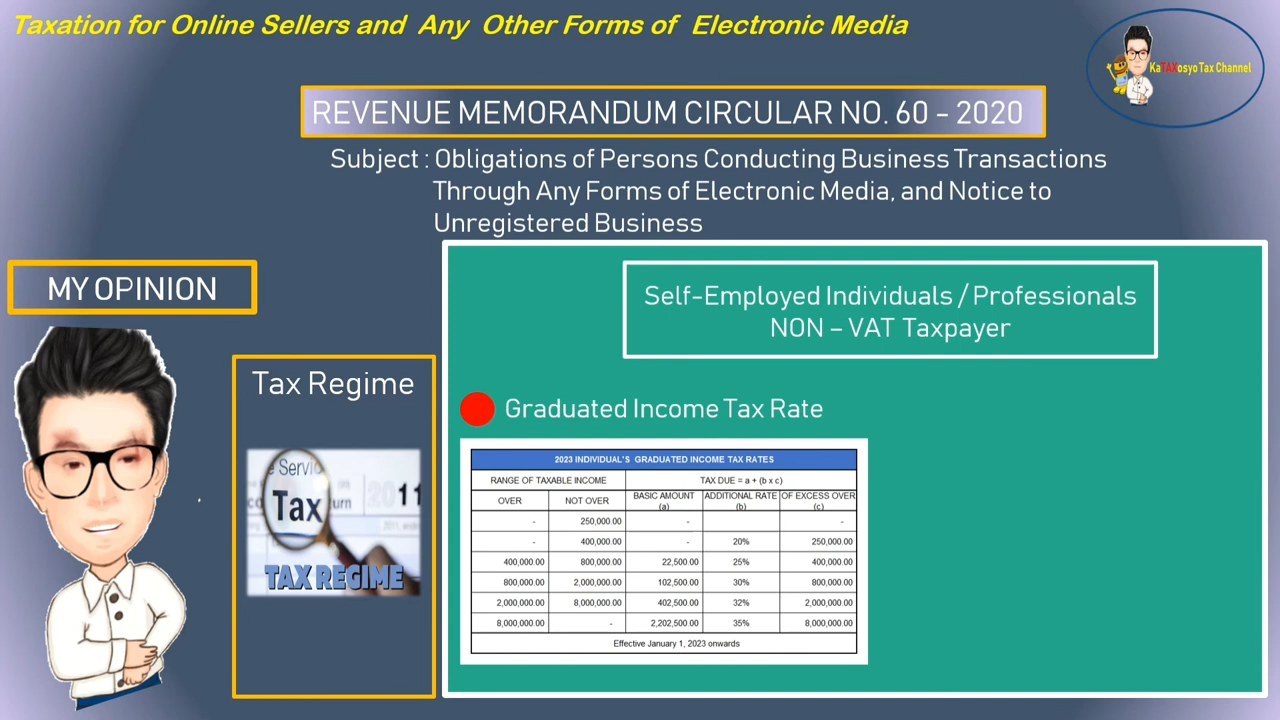 Taxation for Online Sellers and Any Other Forms of Electronic Media
KaTAXosyo Tax Channel
REVENUE MEMORANDUM CIRCULAR NO. 60 - 2020
Subject : Obligations of Persons Conducting Business Transactions
Through Any Forms of Electronic Media, and Notice to
Unregistered Business
MY OPINION
Self-Employed Individuals / Professionals
NON – VAT Taxpayer
Tax Regime
Tax
2011
TAX REGIME
Graduated Income Tax Rate
2023 INDIVIDUAL'S GRADUATED INCOME TAX RATES
RANGE OF TAXABLE INCOME TAX DUE = a + (b x c)
OVER NOT OVER BASIC AMOUNT (a) ADDITIONAL RATE (b) OF EXCESS OVER (c)
- 250,000.00 - -
- 400,000.00 - 20% 250,000.00
400,000.00 800,000.00 22,500.00 25% 400,000.00
800,000.00 2,000,000.00 102,500.00 30% 800,000.00
2,000,000.00 8,000,000.00 402,500.00 32% 2,000,000.00
8,000,000.00 - 2,202,500.00 35% 8,000,000.00
Effective January 1, 2023 onwards